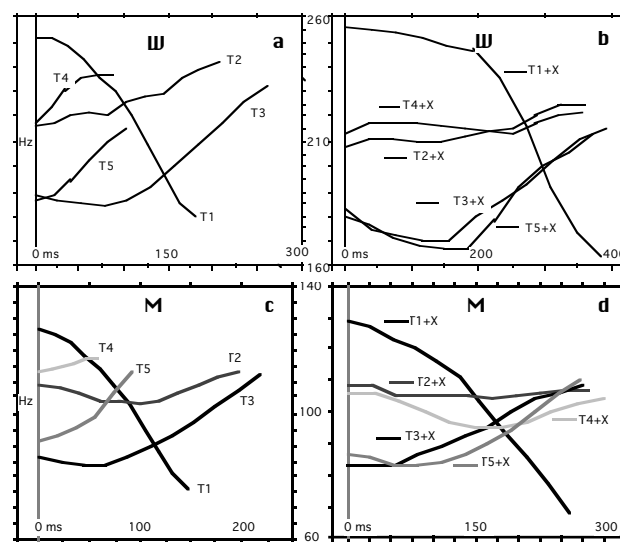 W
a
T4
T2
T3
Hz
T5
T1
0 ms
150
300
260
210
160
W
b
T1+X
T4+X
T2+X
T3+X
T5+X
0 ms
200
400
M
c
T4
T5
T2
T3
Hz
T1
0 ms
100
200
140
100
60
M
d
T1+X
T2+X
T4+X
T3+X
T5+X
0 ms
150
300